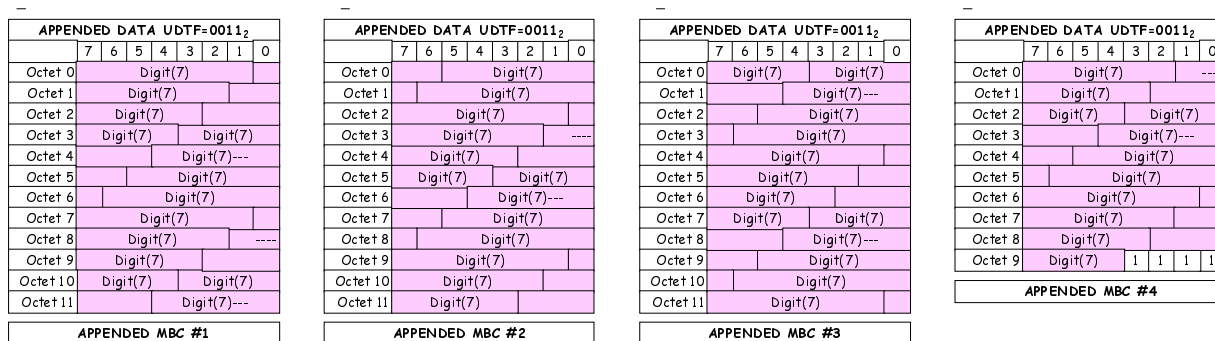 APPENDED DATA UDTF=0011₂
7 6 5 4 3 2 1 0
Octet 0 Digit(7)
Octet 1 Digit(7)
Octet 2 Digit(7)
Octet 3 Digit(7) Digit(7)
Octet 4 Digit(7)---
Octet 5 Digit(7)
Octet 6 Digit(7)
Octet 7 Digit(7)
Octet 8 Digit(7) ----
Octet 9 Digit(7)
Octet 10 Digit(7) Digit(7)
Octet 11 Digit(7)---
APPENDED MBC #1
APPENDED DATA UDTF=0011₂
7 6 5 4 3 2 1 0
Octet 0 Digit(7)
Octet 1 Digit(7)
Octet 2 Digit(7)
Octet 3 Digit(7) ----
Octet 4 Digit(7)
Octet 5 Digit(7) Digit(7)
Octet 6 Digit(7)---
Octet 7 Digit(7)
Octet 8 Digit(7)
Octet 9 Digit(7)
Octet 10 Digit(7)
Octet 11 Digit(7)
APPENDED MBC #2
APPENDED DATA UDTF=0011₂
7 6 5 4 3 2 1 0
Octet 0 Digit(7) Digit(7)
Octet 1 Digit(7)---
Octet 2 Digit(7)
Octet 3 Digit(7)
Octet 4 Digit(7)
Octet 5 Digit(7)
Octet 6 Digit(7)
Octet 7 Digit(7) Digit(7)
Octet 8 Digit(7)---
Octet 9 Digit(7)
Octet 10 Digit(7)
Octet 11 Digit(7)
APPENDED MBC #3
APPENDED DATA UDTF=0011₂
7 6 5 4 3 2 1 0
Octet 0 Digit(7) ---
Octet 1 Digit(7)
Octet 2 Digit(7) Digit(7)
Octet 3 Digit(7)---
Octet 4 Digit(7)
Octet 5 Digit(7)
Octet 6 Digit(7)
Octet 7 Digit(7)
Octet 8 Digit(7)
Octet 9 Digit(7) 1 1 1 1
APPENDED MBC #4